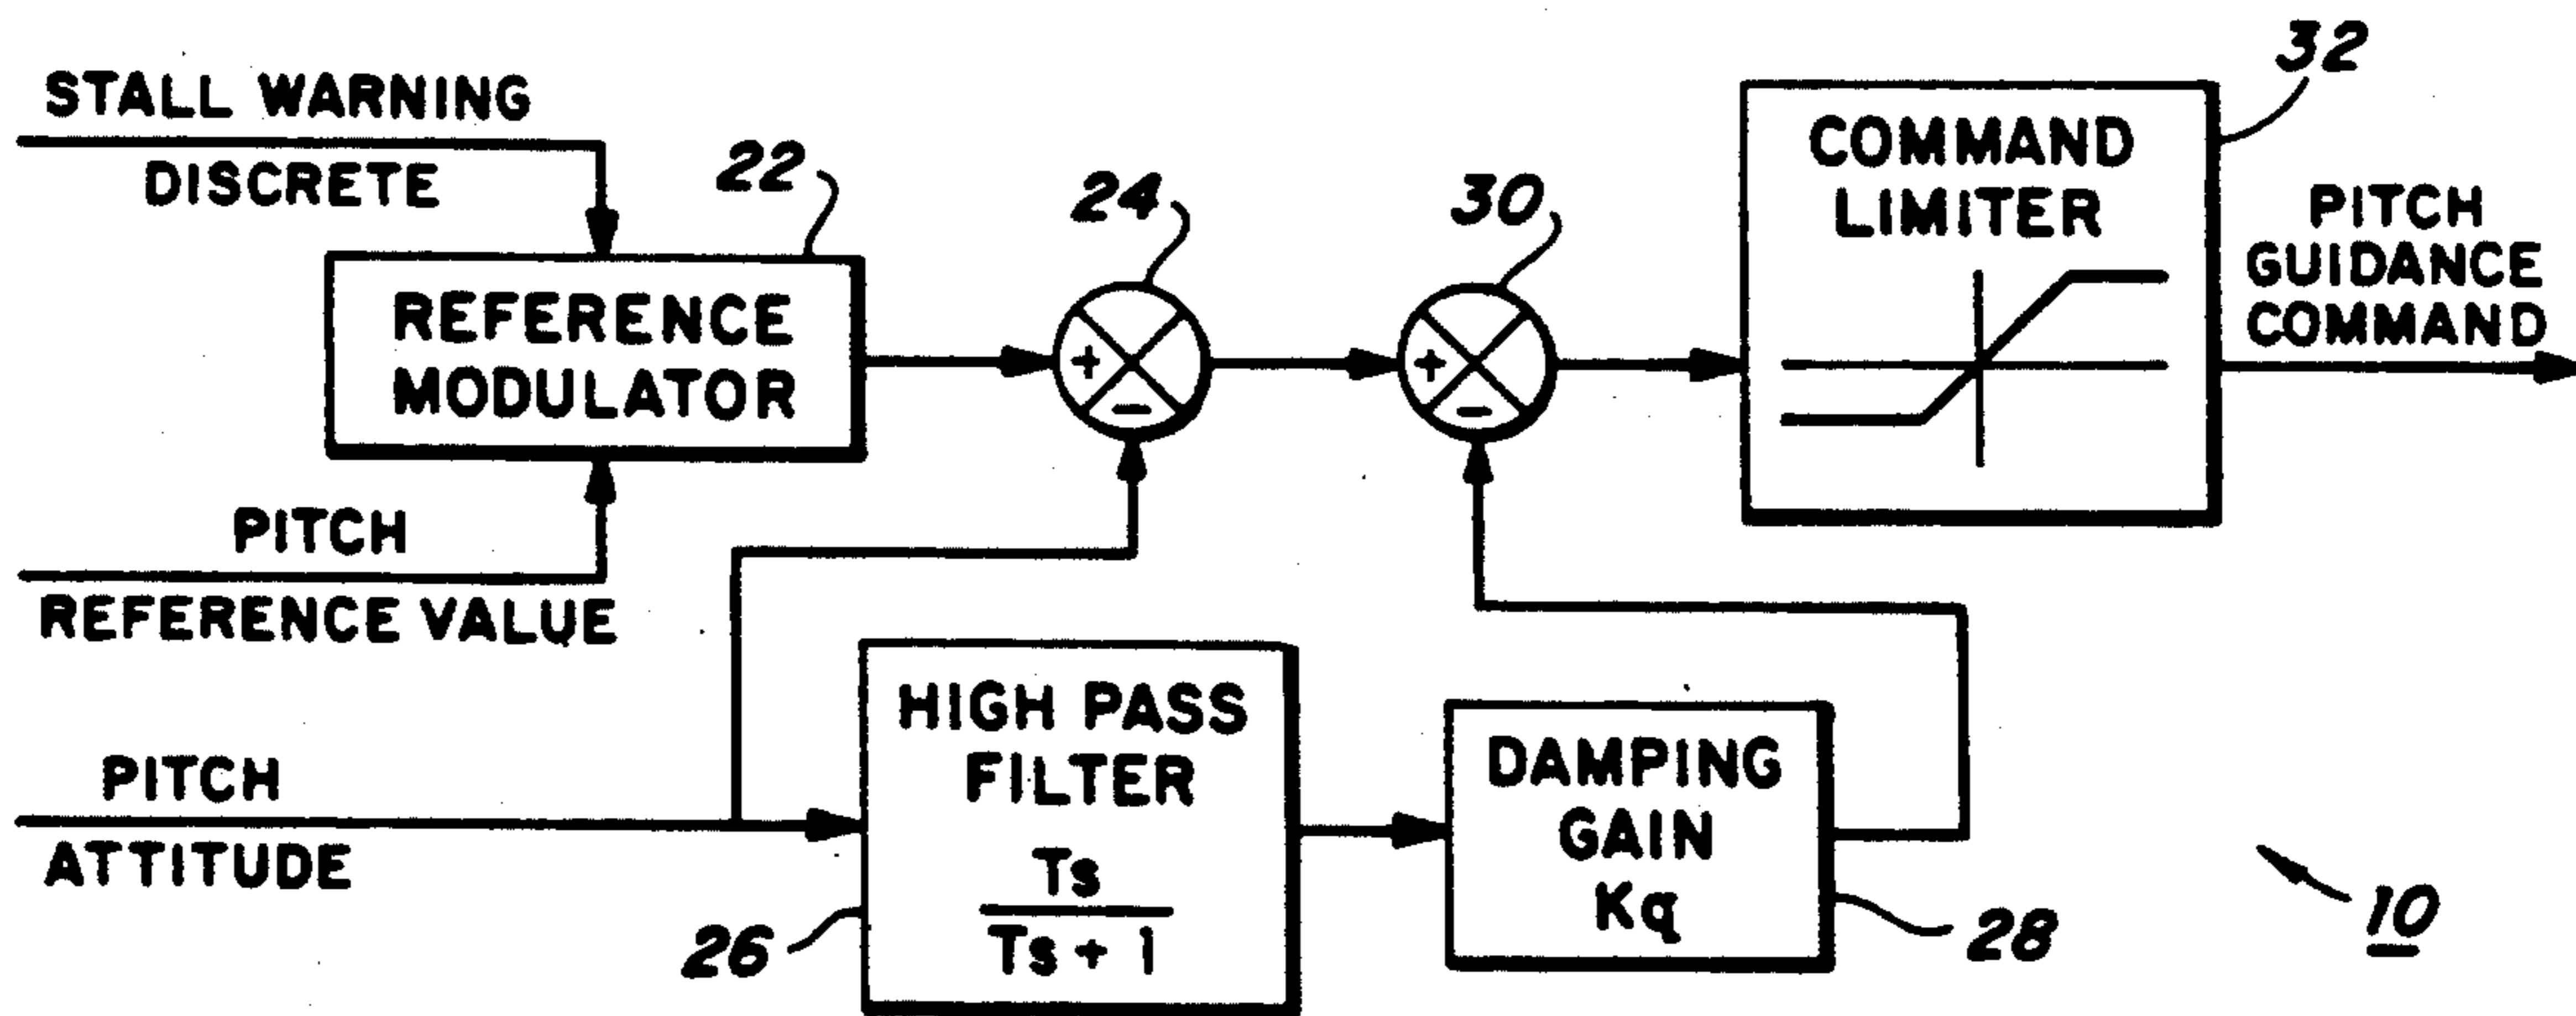 STALL WARNING
DISCRETE
22
24
30
32
REFERENCE
MODULATOR
+
−
+
−
COMMAND
LIMITER
PITCH
GUIDANCE
COMMAND
PITCH
REFERENCE VALUE
PITCH
ATTITUDE
HIGH PASS
FILTER
Ts
Ts + 1
26
DAMPING
GAIN
Kq
28
10